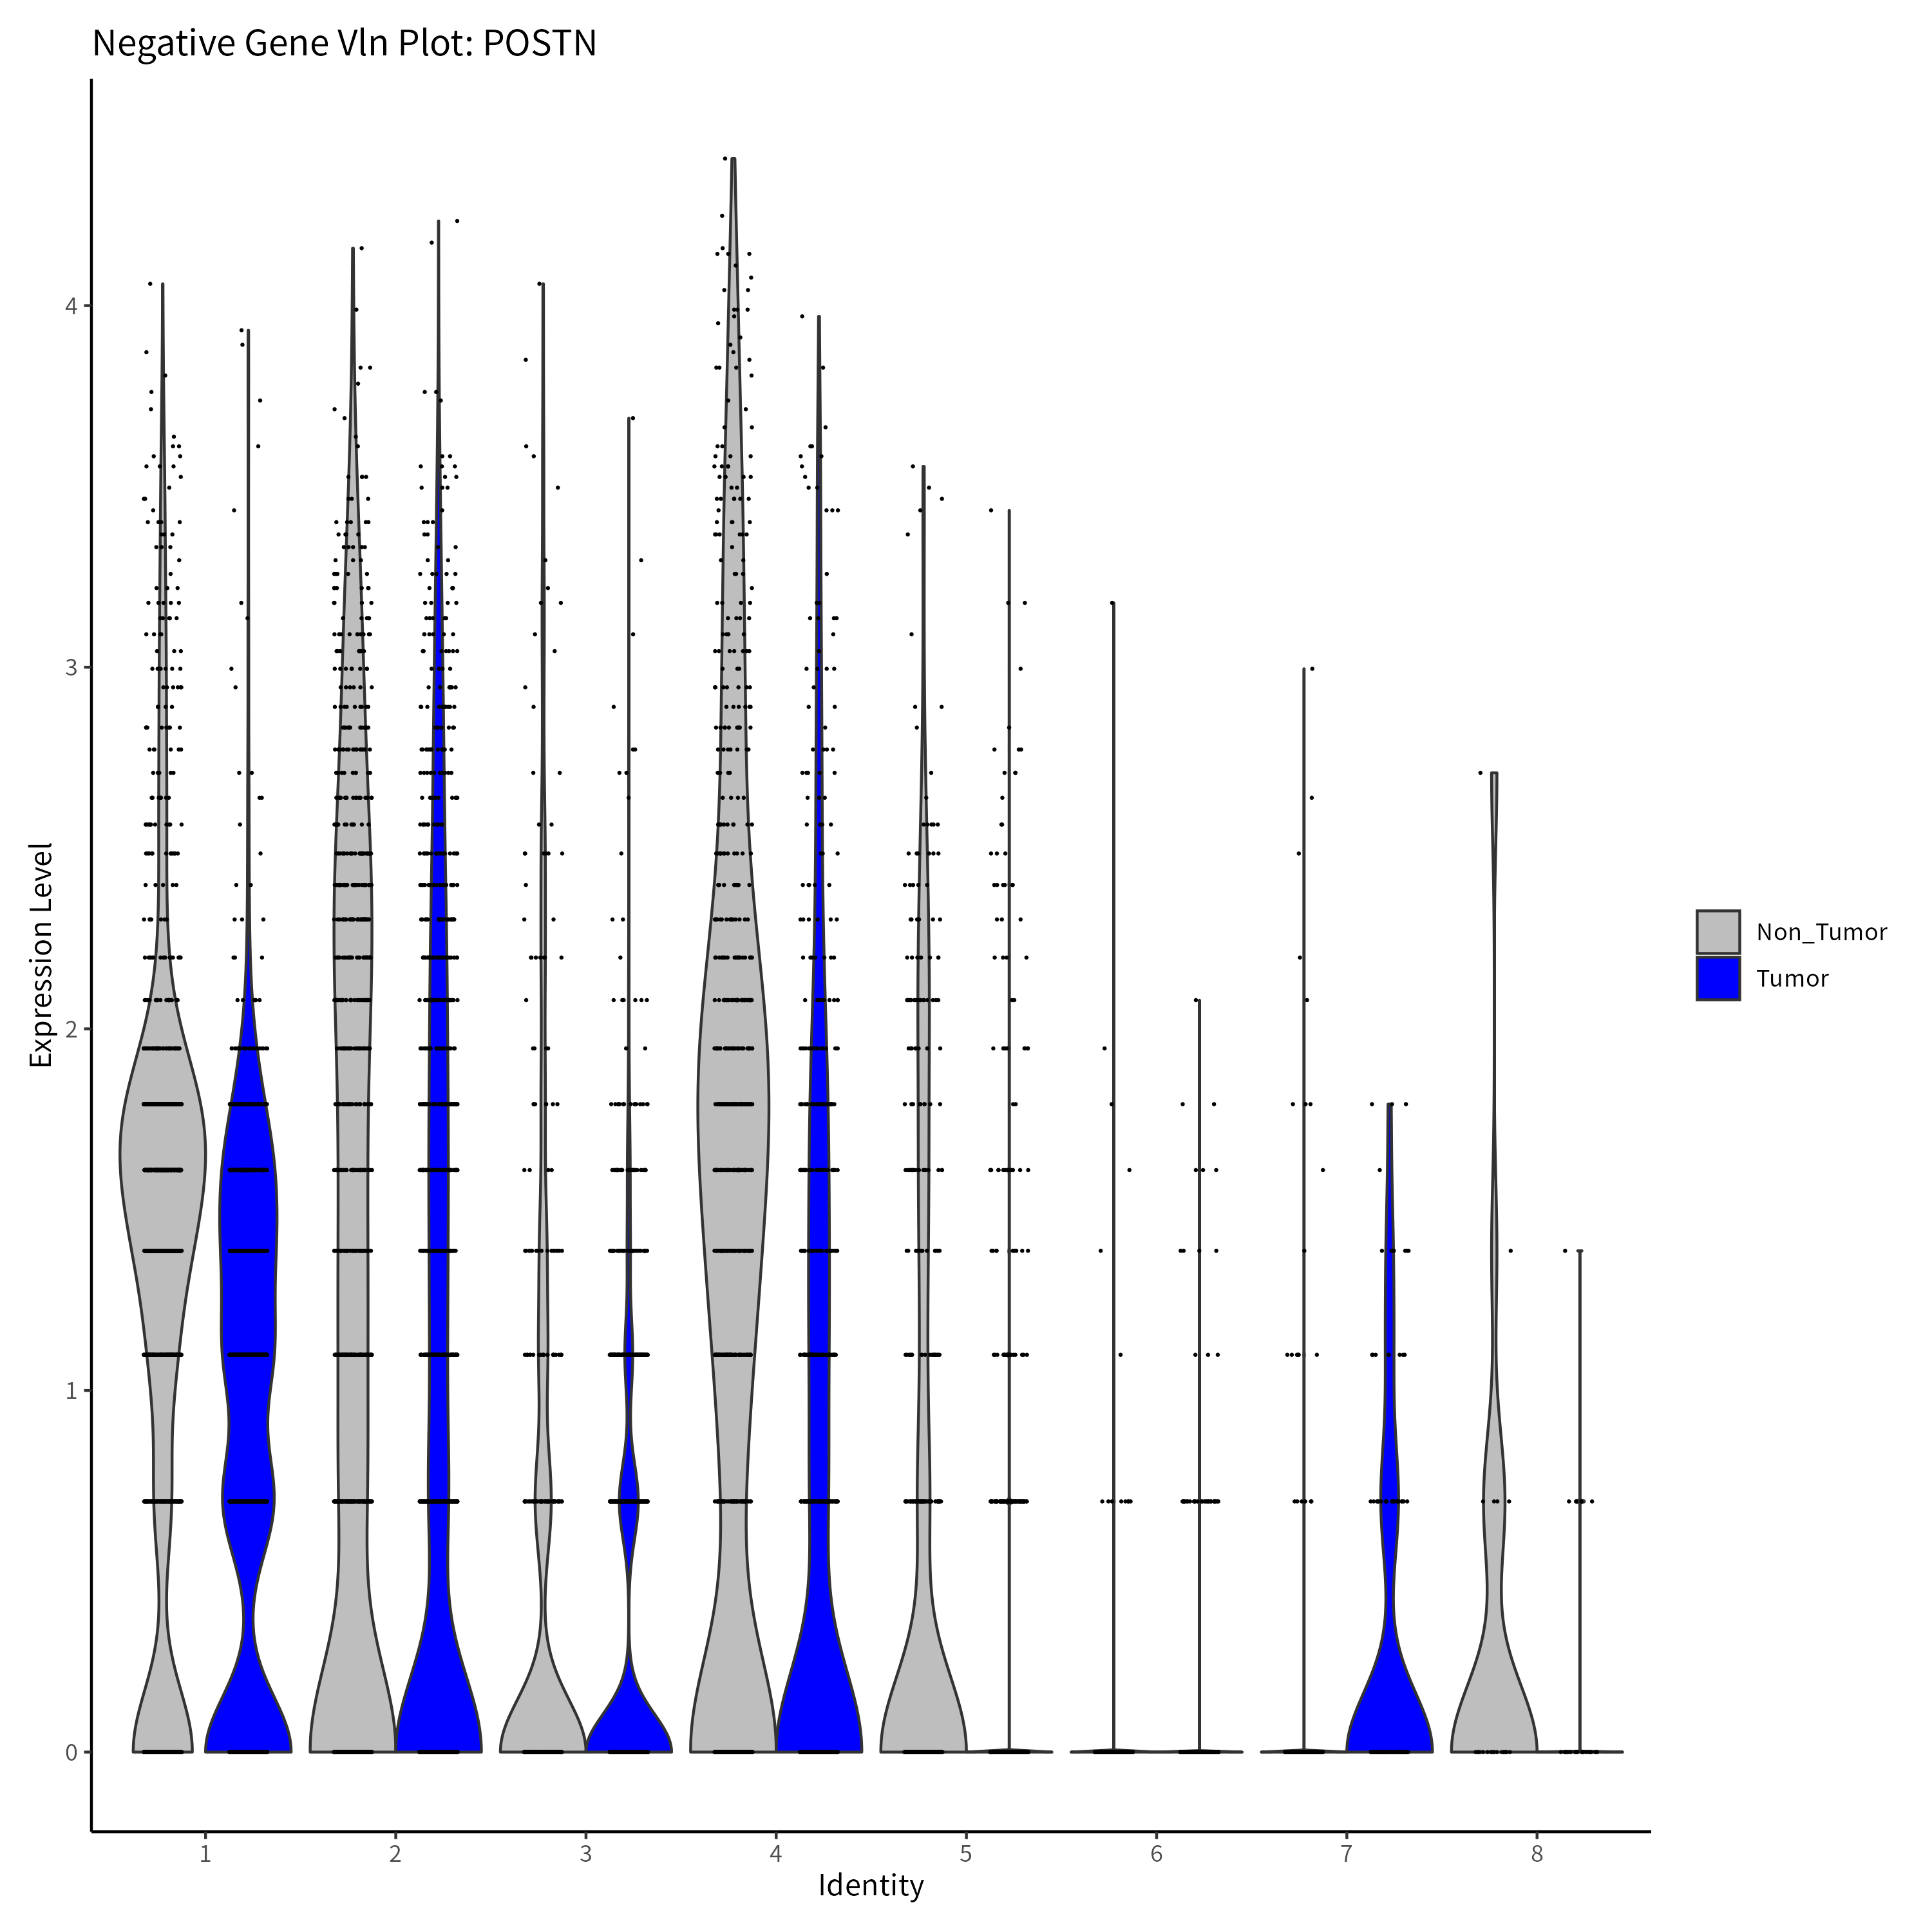 Negative Gene Vln Plot: POSTN
Expression Level
4
3
2
1
0
1 2 3 4 5 6 7 8
Identity
Non_Tumor
Tumor